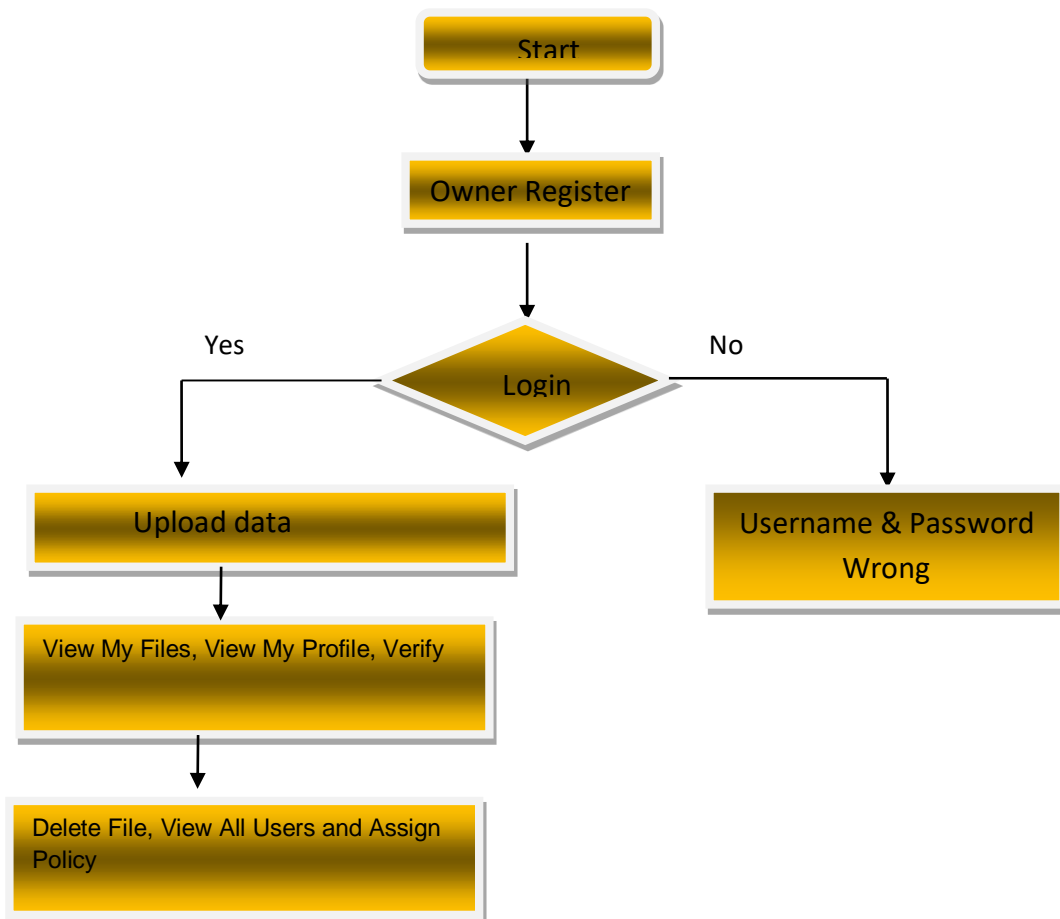 Start
Owner Register
Yes
No
Login
Upload data
Username & Password
Wrong
View My Files, View My Profile, Verify
Delete File, View All Users and Assign
Policy